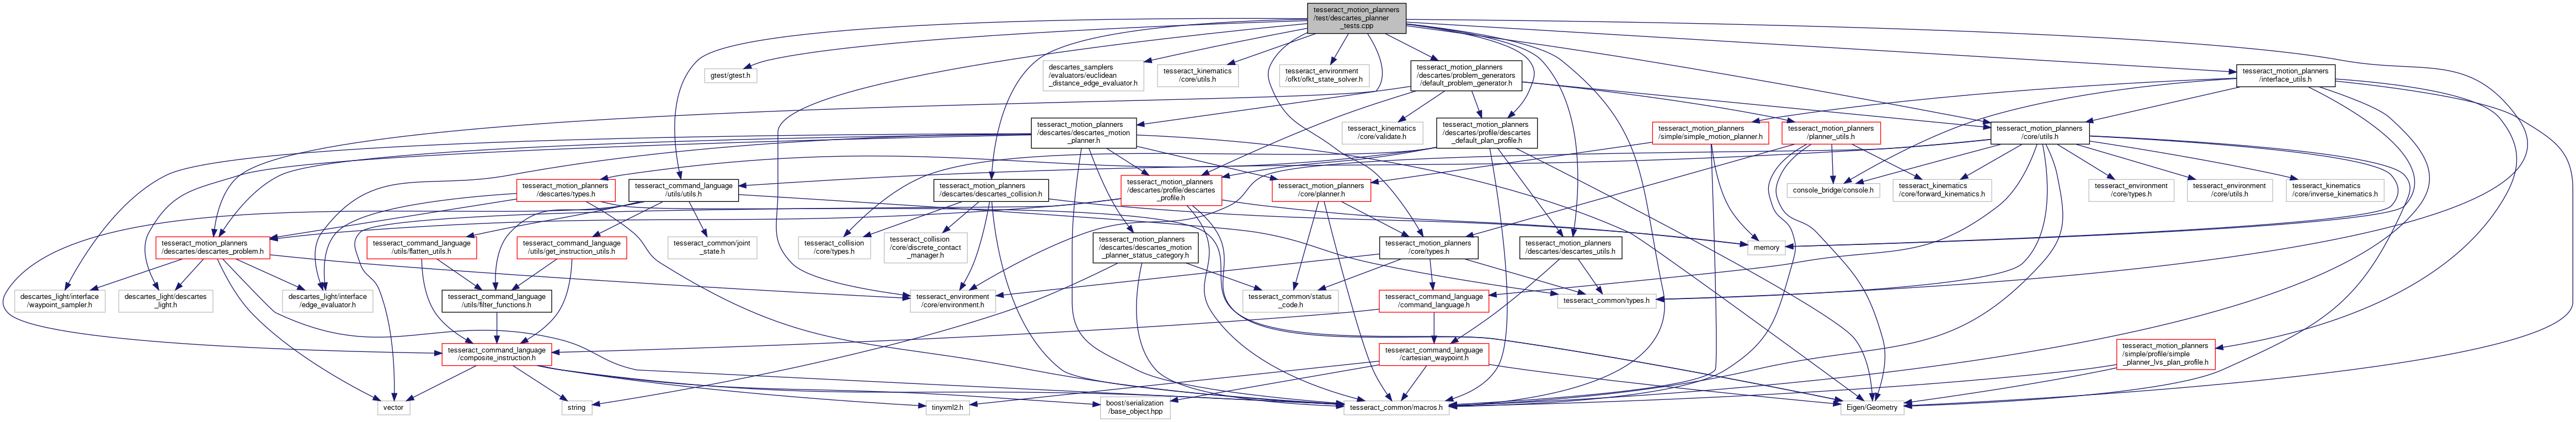 tesseract_motion_planners
/test/descartes_planner
_tests.cpp
gtest/gtest.h
descartes_samplers
/evaluators/euclidean
_distance_edge_evaluator.h
tesseract_kinematics
/core/utils.h
tesseract_environment
/ofkt/ofkt_state_solver.h
tesseract_motion_planners
/descartes/problem_generators
/default_problem_generator.h
tesseract_motion_planners
/interface_utils.h
tesseract_motion_planners
/descartes/descartes_motion
_planner.h
tesseract_kinematics
/core/validate.h
tesseract_motion_planners
/descartes/profile/descartes
_default_plan_profile.h
tesseract_motion_planners
/simple/simple_motion_planner.h
tesseract_motion_planners
/planner_utils.h
tesseract_motion_planners
/core/utils.h
tesseract_motion_planners
/descartes/types.h
tesseract_command_language
/utils/utils.h
tesseract_motion_planners
/descartes/descartes_collision.h
tesseract_motion_planners
/descartes/profile/descartes
_profile.h
tesseract_motion_planners
/core/planner.h
console_bridge/console.h
tesseract_kinematics
/core/forward_kinematics.h
tesseract_environment
/core/types.h
tesseract_environment
/core/utils.h
tesseract_kinematics
/core/inverse_kinematics.h
tesseract_motion_planners
/descartes/descartes_problem.h
tesseract_command_language
/utils/flatten_utils.h
tesseract_command_language
/utils/get_instruction_utils.h
tesseract_common/joint
_state.h
tesseract_collision
/core/types.h
tesseract_collision
/core/discrete_contact
_manager.h
tesseract_motion_planners
/descartes/descartes_motion
_planner_status_category.h
tesseract_motion_planners
/core/types.h
tesseract_motion_planners
/descartes/descartes_utils.h
memory
descartes_light/interface
/waypoint_sampler.h
descartes_light/descartes
_light.h
descartes_light/interface
/edge_evaluator.h
tesseract_command_language
/utils/filter_functions.h
tesseract_environment
/core/environment.h
tesseract_common/status
_code.h
tesseract_command_language
/command_language.h
tesseract_common/types.h
tesseract_command_language
/composite_instruction.h
tesseract_command_language
/cartesian_waypoint.h
tesseract_motion_planners
/simple/profile/simple
_planner_lvs_plan_profile.h
vector
string
tinyxml2.h
boost/serialization
/base_object.hpp
tesseract_common/macros.h
Eigen/Geometry